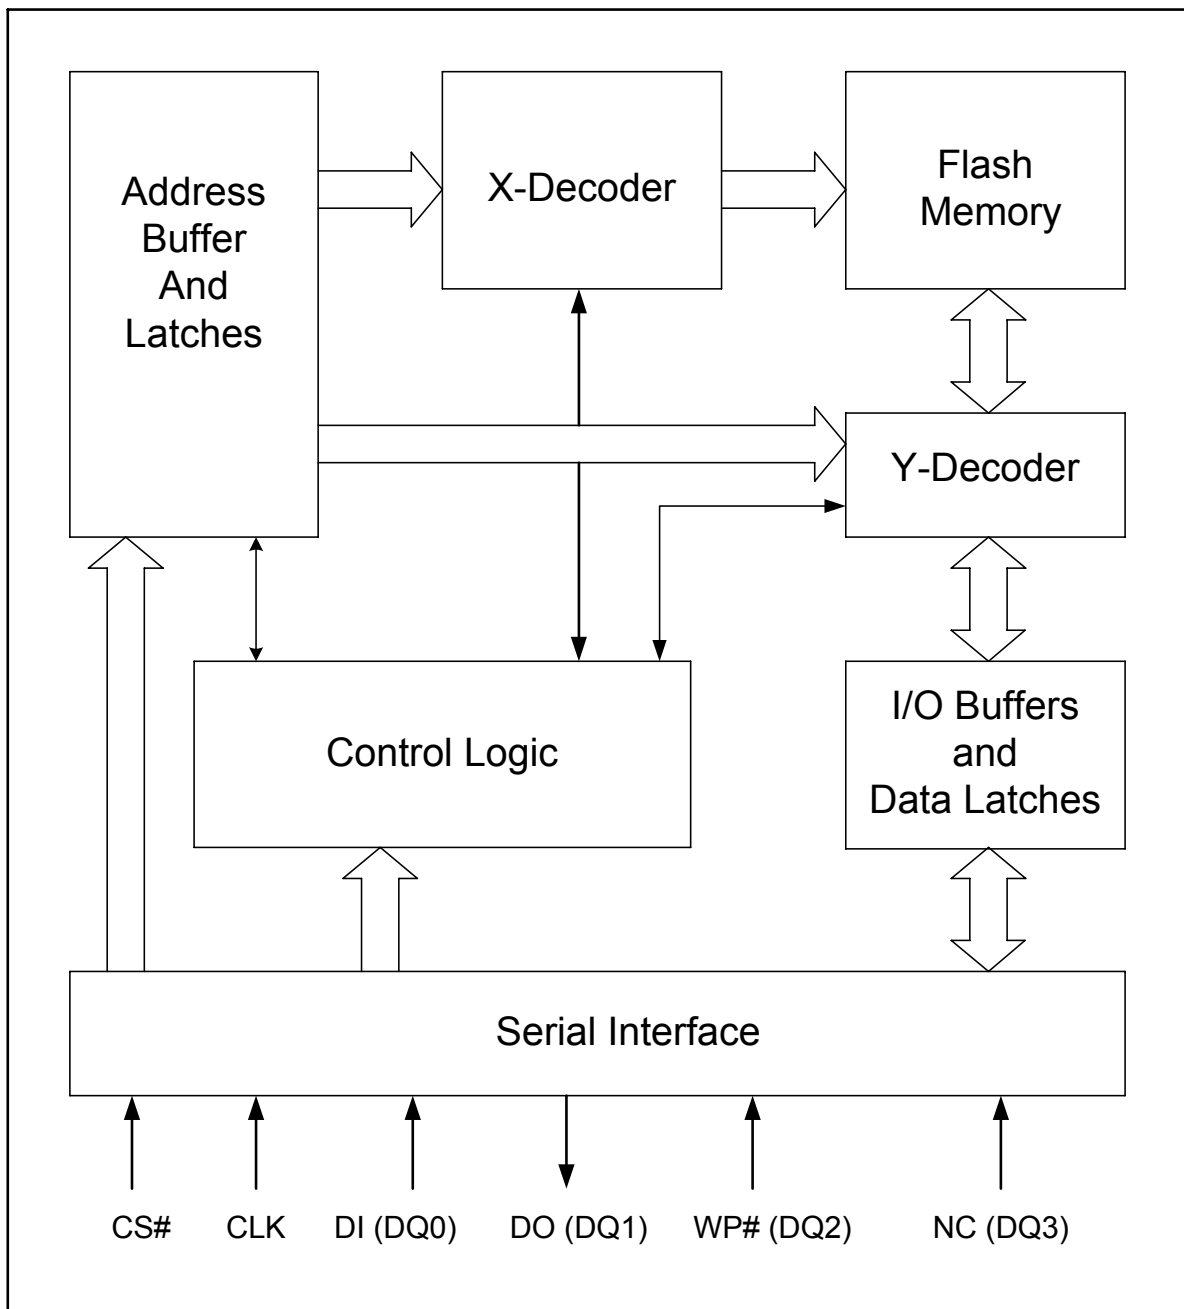 Address
Buffer
And
Latches
X-Decoder
Flash
Memory
Y-Decoder
Control Logic
I/O Buffers
and
Data Latches
Serial Interface
CS#
CLK
DI (DQ0)
DO (DQ1)
WP# (DQ2)
NC (DQ3)